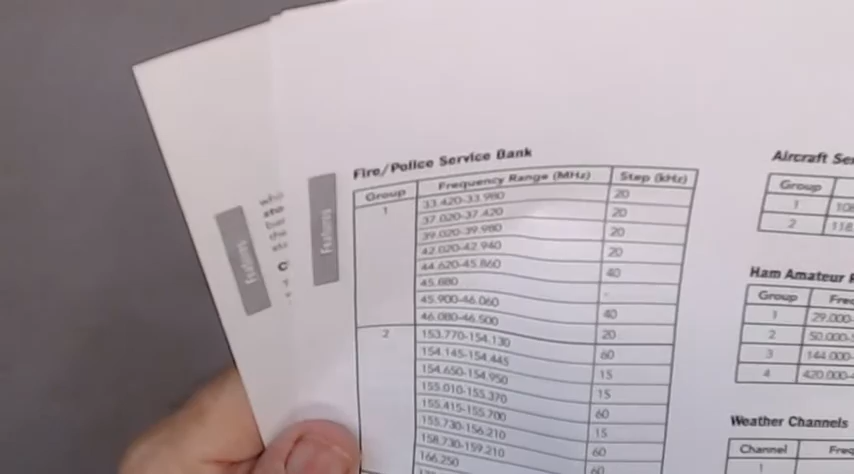 Features
Features
Fire/Police Service Bank
Group Frequency Range (MHz) Step (kHz)
1 33.420-33.980 20
37.020-37.420 20
39.020-39.980 20
42.020-42.940 20
44.620-45.860 40
45.880 -
45.900-46.060
46.080-46.500 40
2 153.770-154.130 20
154.145-154.445 60
154.650-154.950 15
155.010-155.370 15
155.415-155.700 60
155.730-156.210 15
158.730-159.210 60
166.250 60
Aircraft Ser
Group
1 108
2 118.
Ham Amateur
Group Freq
1 29.000-
2 50.000-
3 144.000-
4 420.000-
Weather Channels
Channel Freq
1